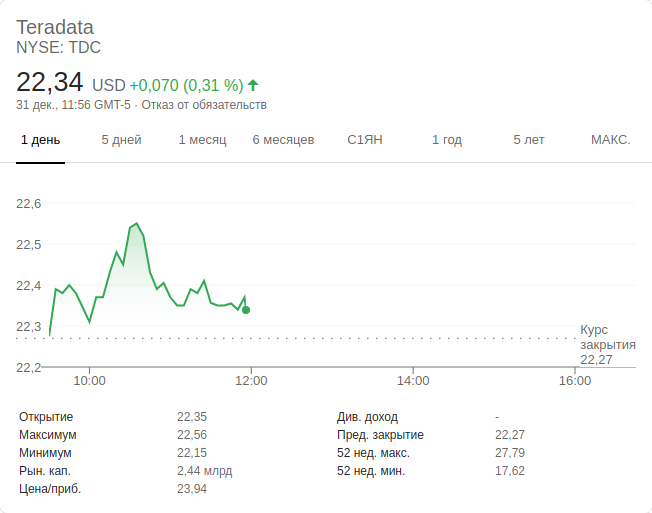 Teradata
NYSE: TDC
22,34 USD +0,070 (0,31 %)
31 дек., 11:56 GMT-5 · Отказ от обязательств
1 день 5 дней 1 месяц 6 месяцев С1ЯН 1 год 5 лет МАКС.
22,6
22,5
22,4
22,3
22,2
Курс
закрытия
22,27
10:00 12:00 14:00 16:00
Открытие 22,35
Максимум 22,56
Минимум 22,15
Рын. кап. 2,44 млрд
Цена/приб. 23,94
Див. доход -
Пред. закрытие 22,27
52 нед. макс. 27,79
52 нед. мин. 17,62